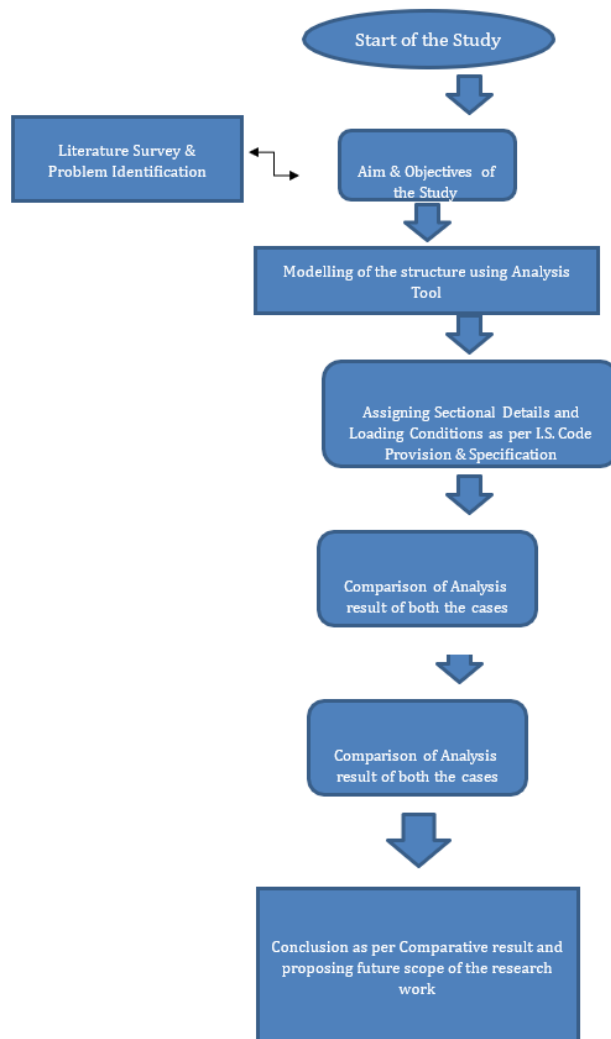 Start of the Study
Literature Survey &
Problem Identification
Aim & Objectives of
the Study
Modelling of the structure using Analysis
Tool
Assigning Sectional Details and
Loading Conditions as per I.S. Code
Provision & Specification
Comparison of Analysis
result of both the cases
Comparison of Analysis
result of both the cases
Conclusion as per Comparative result and
proposing future scope of the research
work